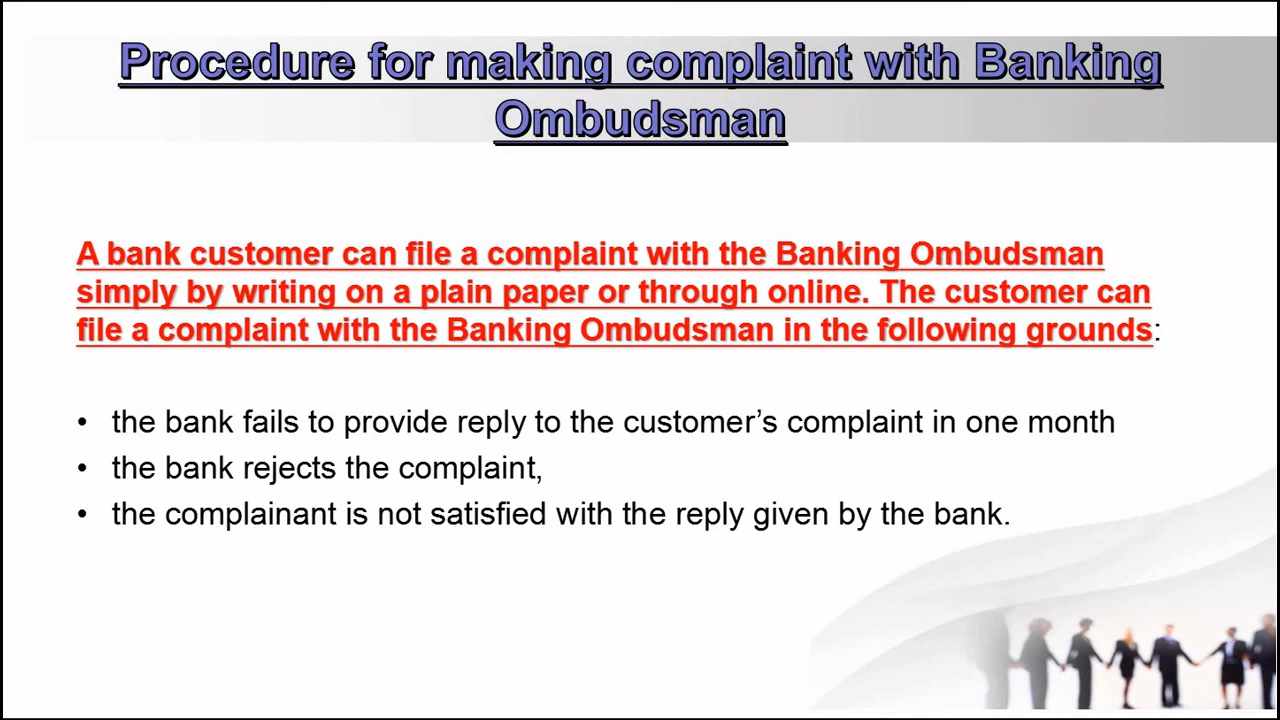 Procedure for making complaint with Banking
Ombudsman
A bank customer can file a complaint with the Banking Ombudsman
simply by writing on a plain paper or through online. The customer can
file a complaint with the Banking Ombudsman in the following grounds:
• the bank fails to provide reply to the customer’s complaint in one month
• the bank rejects the complaint,
• the complainant is not satisfied with the reply given by the bank.